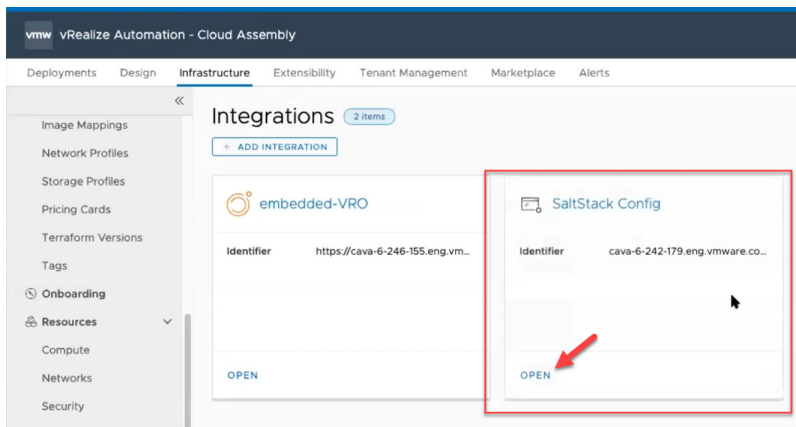 vmw vRealize Automation - Cloud Assembly
Deployments Design Infrastructure Extensibility Tenant Management Marketplace Alerts
Image Mappings
Network Profiles
Storage Profiles
Pricing Cards
Terraform Versions
Tags
Onboarding
Resources
Compute
Networks
Security
Integrations 2 items
+ ADD INTEGRATION
embedded-VRO
Identifier https://cava-6-246-155.eng.vm...
OPEN
SaltStack Config
Identifier cava-6-242-179.eng.vmware.co...
OPEN